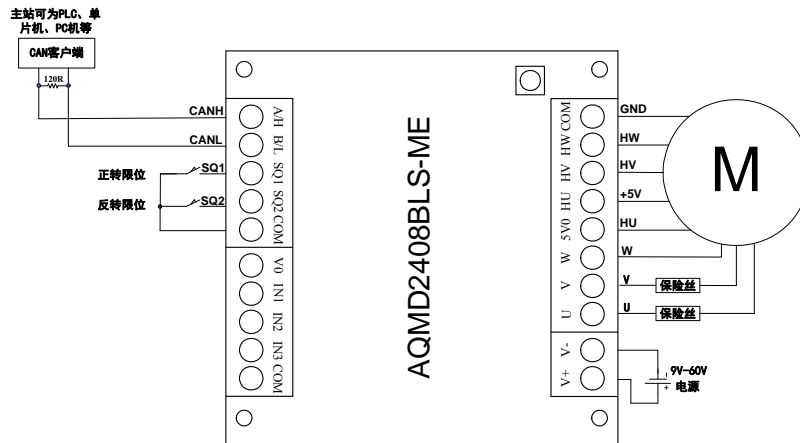 主站可为PLC、单
片机、PC机等
CAN客户端
120R
CANH
CANL
正转限位
SQ1
反转限位
SQ2
A/H
B/L
SQ1
SQ2
COM
V0
IN1
IN2
IN3
COM
AQMD2408BLS-ME
COM
HW
HV
HU
5V0
W
V
U
V-
V+
GND
HW
HV
+5V
HU
W
V
保险丝
U
保险丝
M
-
9V-60V
+
电源